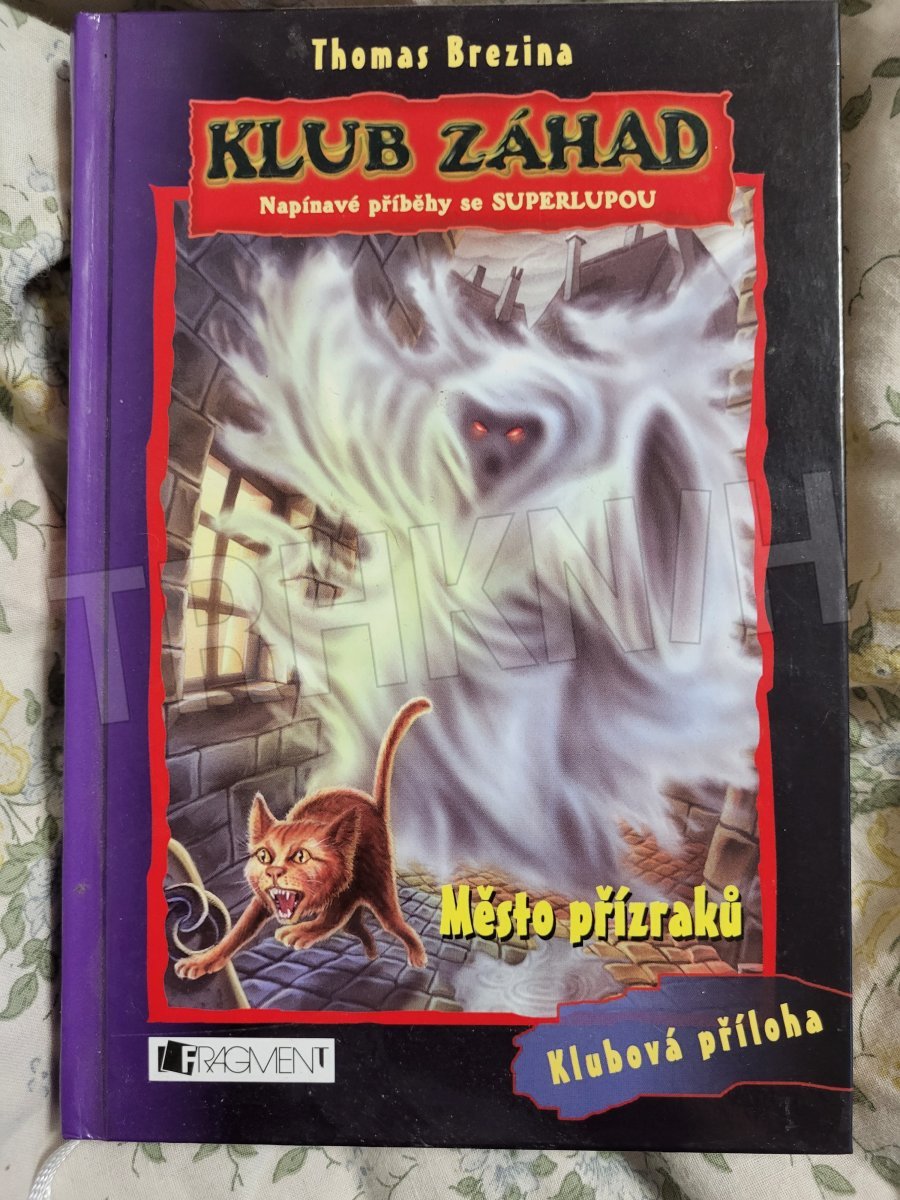 Thomas Brezina
KLUB ZÁHAD
Napínavé příběhy se SUPERLUPOU
TRHKNIH
Město přízraků
Klubová příloha
FRAGMENT